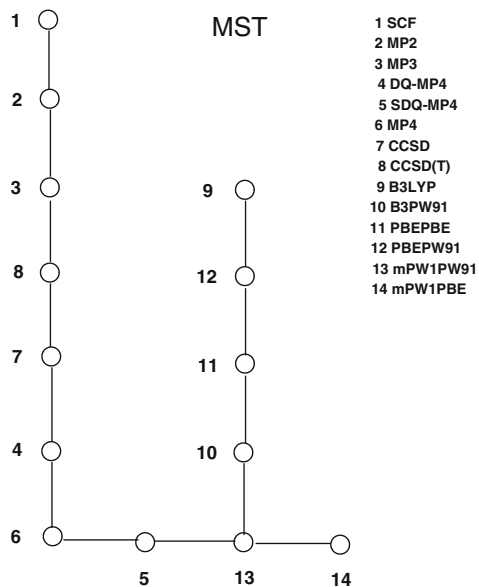 MST
1
2
3
8
7
4
6
5
13
14
9
12
11
10
1 SCF
2 MP2
3 MP3
4 DQ-MP4
5 SDQ-MP4
6 MP4
7 CCSD
8 CCSD(T)
9 B3LYP
10 B3PW91
11 PBEPBE
12 PBEPW91
13 mPW1PW91
14 mPW1PBE